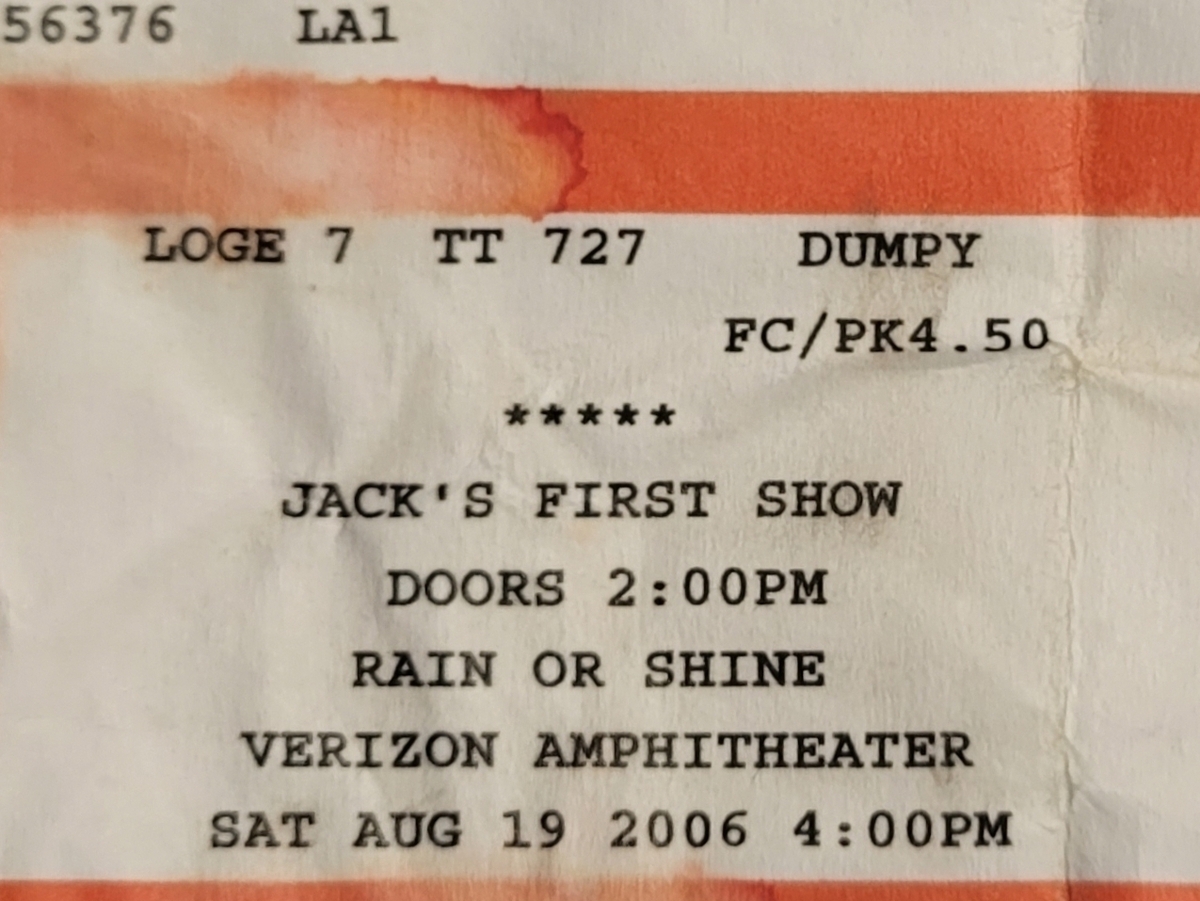 56376 LA1
LOGE 7 TT 727 DUMPY
FC/PK4.50
*****
JACK'S FIRST SHOW
DOORS 2:00PM
RAIN OR SHINE
VERIZON AMPHITHEATER
SAT AUG 19 2006 4:00PM